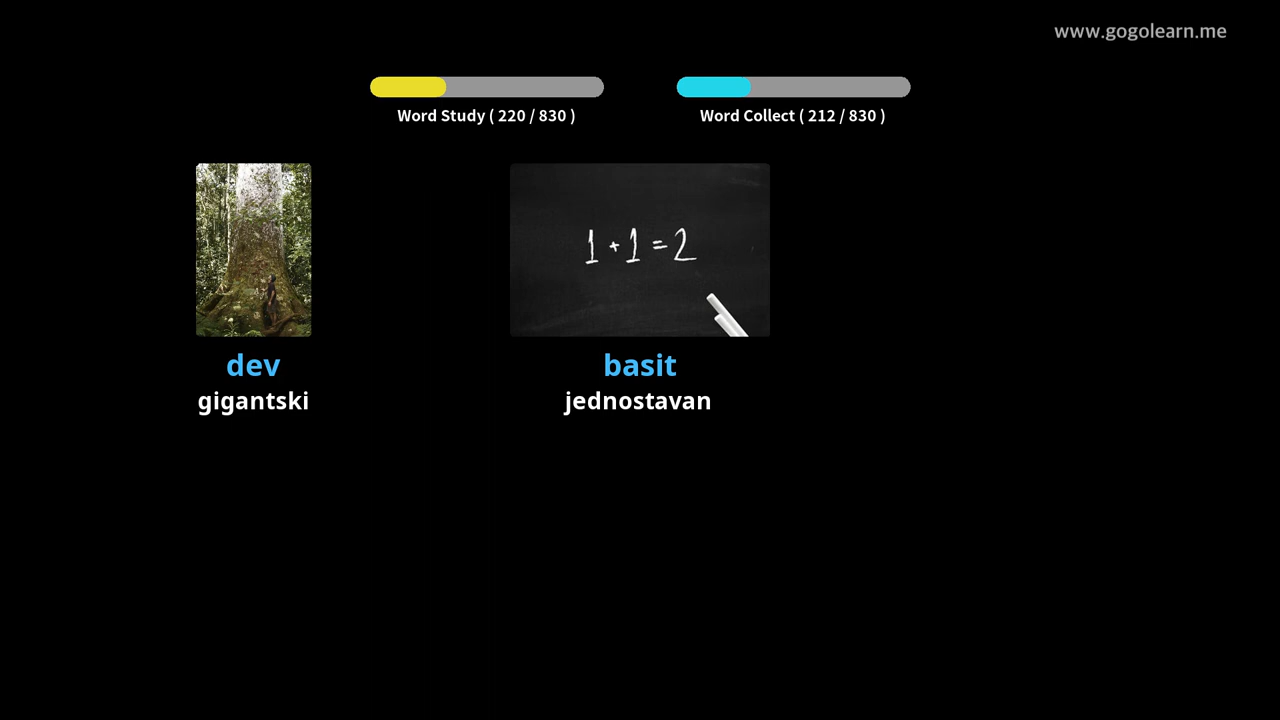 www.gogolearn.me
Word Study ( 220 / 830 )
Word Collect ( 212 / 830 )
1 + 1 = 2
dev
gigantski
basit
jednostavan